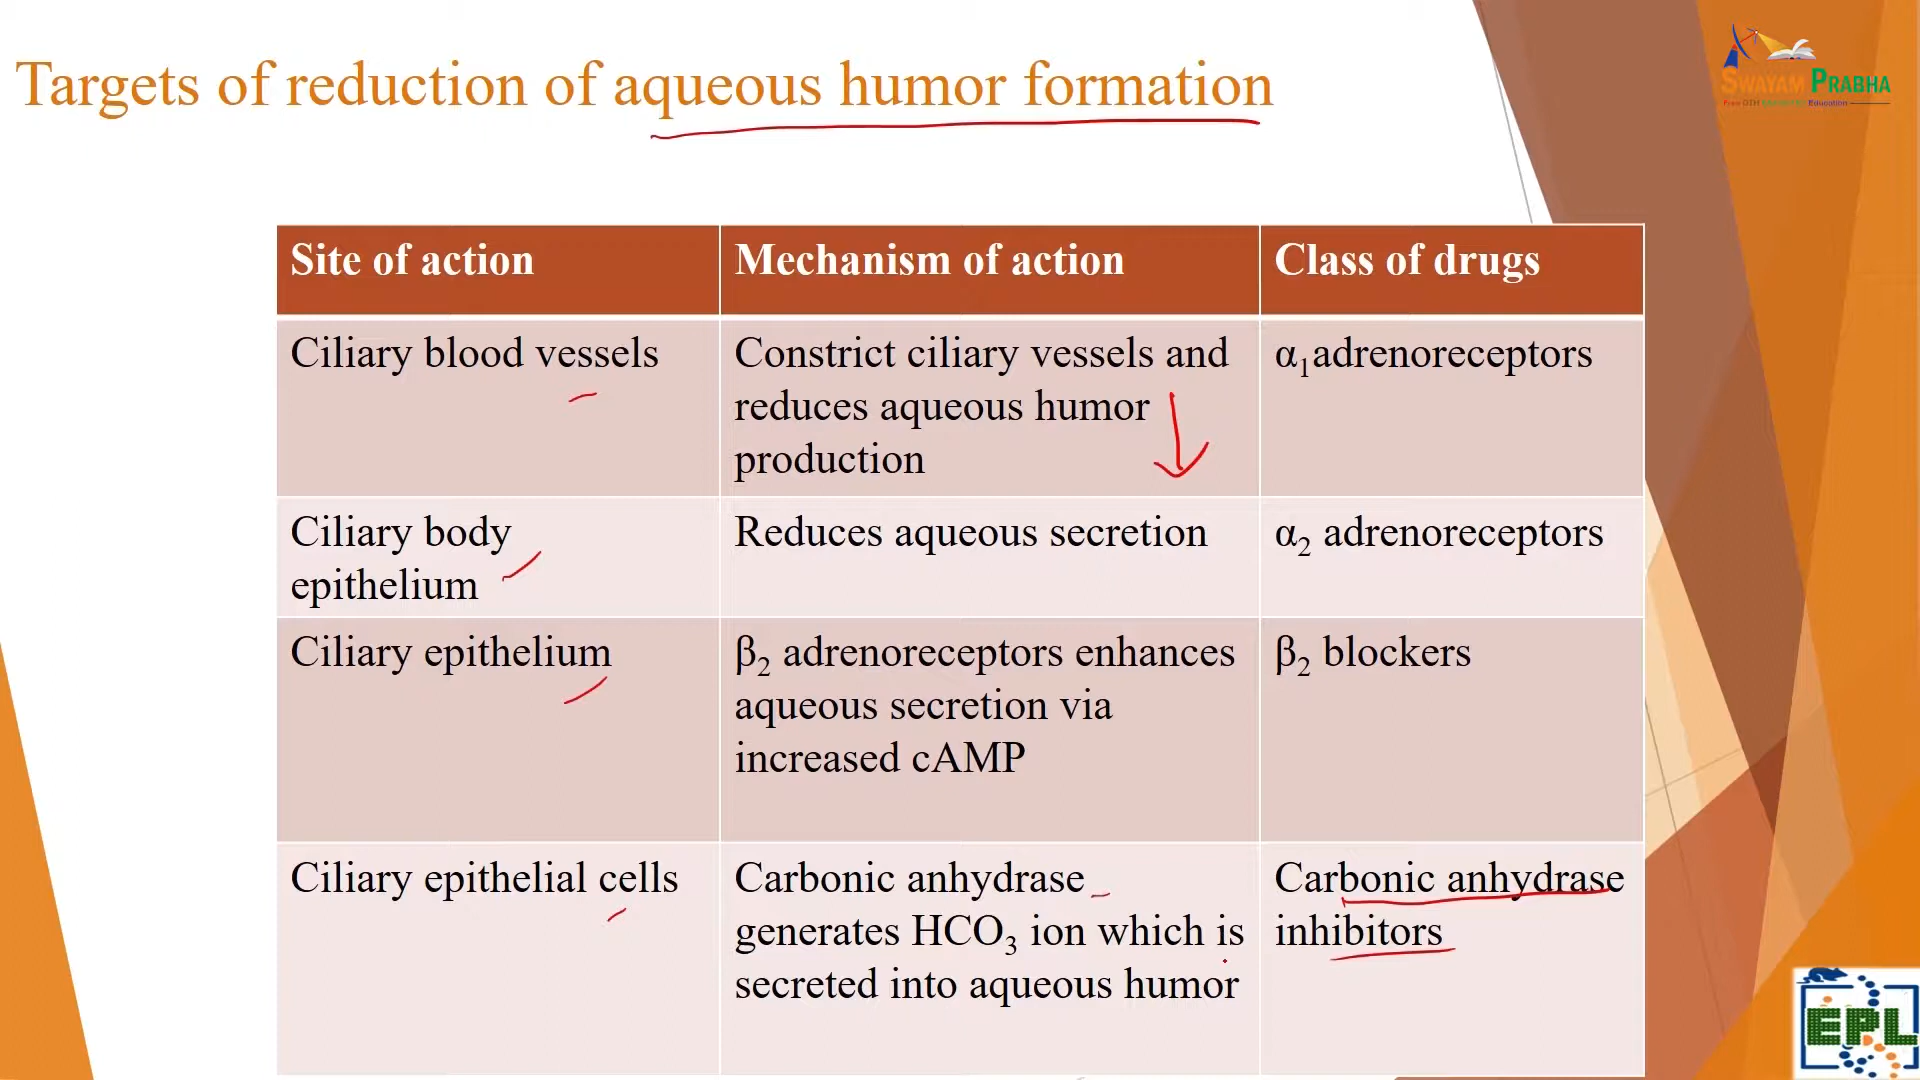 Targets of reduction of aqueous humor formation
SWAYAM PRABHA
Site of action
Mechanism of action
Class of drugs
Ciliary blood vessels
Constrict ciliary vessels and
reduces aqueous humor
production
α₁adrenoreceptors
Ciliary body
epithelium
Reduces aqueous secretion
α₂ adrenoreceptors
Ciliary epithelium
β₂ adrenoreceptors enhances
aqueous secretion via
increased cAMP
β₂ blockers
Ciliary epithelial cells
Carbonic anhydrase
generates HCO₃ ion which is
secreted into aqueous humor
Carbonic anhydrase
inhibitors
EPL